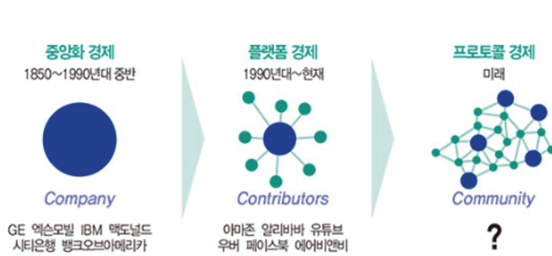 중앙화 경제
1850~1990년대 중반
Company
GE 엑슨모빌 IBM 맥도널드
시티은행 뱅크오브아메리카
플랫폼 경제
1990년대~현재
Contributors
아마존 알리바바 유튜브
우버 페이스북 에어비앤비
프로토콜 경제
미래
Community
?